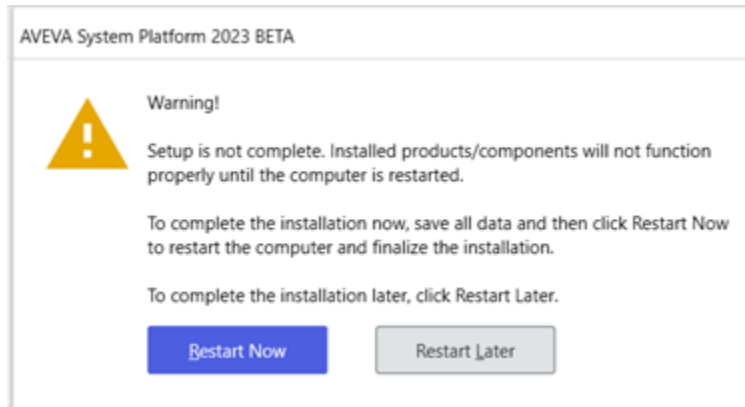 AVEVA System Platform 2023 BETA
Warning!
Setup is not complete. Installed products/components will not function
properly until the computer is restarted.
To complete the installation now, save all data and then click Restart Now
to restart the computer and finalize the installation.
To complete the installation later, click Restart Later.
Restart Now
Restart Later